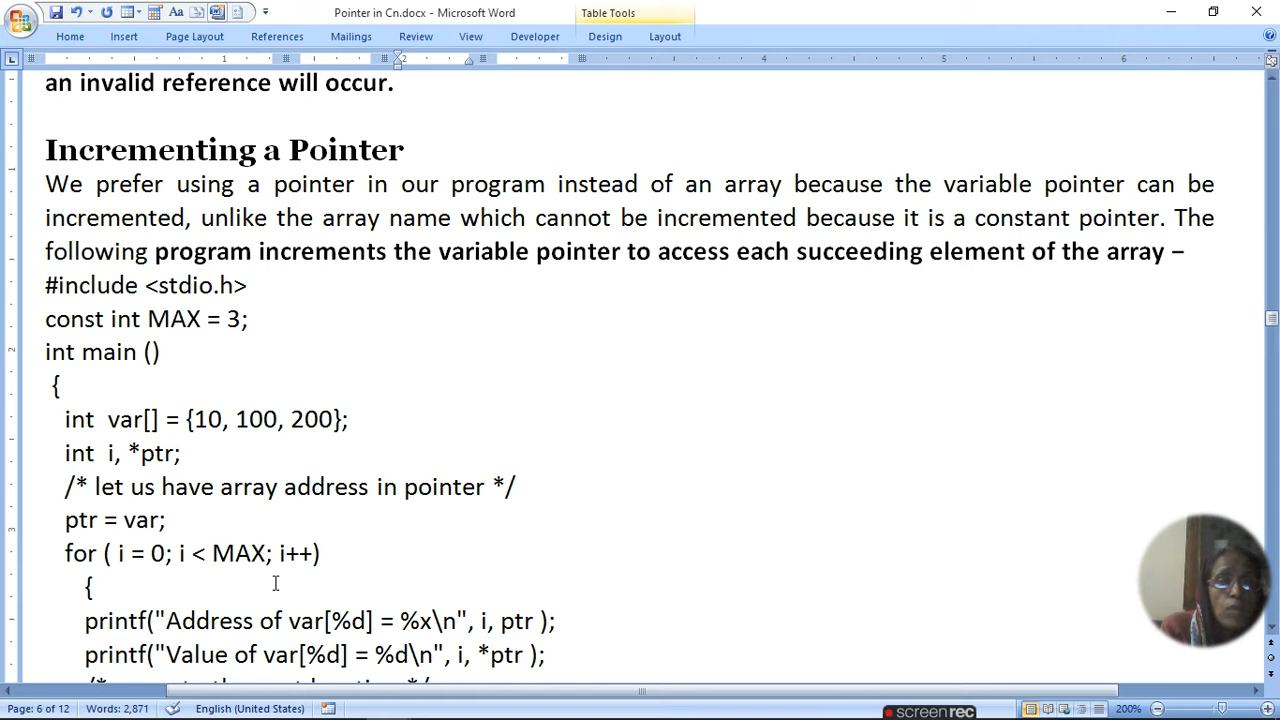 Pointer in Cn.docx - Microsoft Word
Table Tools
Home Insert Page Layout References Mailings Review View Developer Design Layout
1 2 4 5 6
an invalid reference will occur.
Incrementing a Pointer
We prefer using a pointer in our program instead of an array because the variable pointer can be
incremented, unlike the array name which cannot be incremented because it is a constant pointer. The
following program increments the variable pointer to access each succeeding element of the array −
#include <stdio.h>
const int MAX = 3;
int main ()
{
int var[] = {10, 100, 200};
int i, *ptr;
/* let us have array address in pointer */
ptr = var;
for ( i = 0; i < MAX; i++)
{
printf("Address of var[%d] = %x\n", i, ptr );
printf("Value of var[%d] = %d\n", i, *ptr );
Page: 6 of 12 Words: 2,871 English (United States) 200%
screenrec